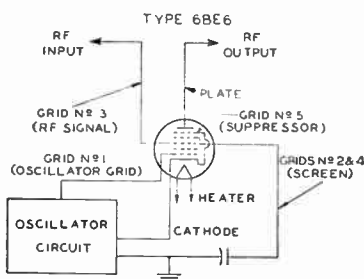 TYPE 6BE6
RF
INPUT
RF
OUTPUT
PLATE
GRID Nº 3
(RF SIGNAL)
GRID Nº 5
(SUPPRESSOR)
GRID Nº 1
(OSCILLATOR GRID)
GRIDS Nº 2&4
(SCREEN)
HEATER
CATHODE
OSCILLATOR
CIRCUIT